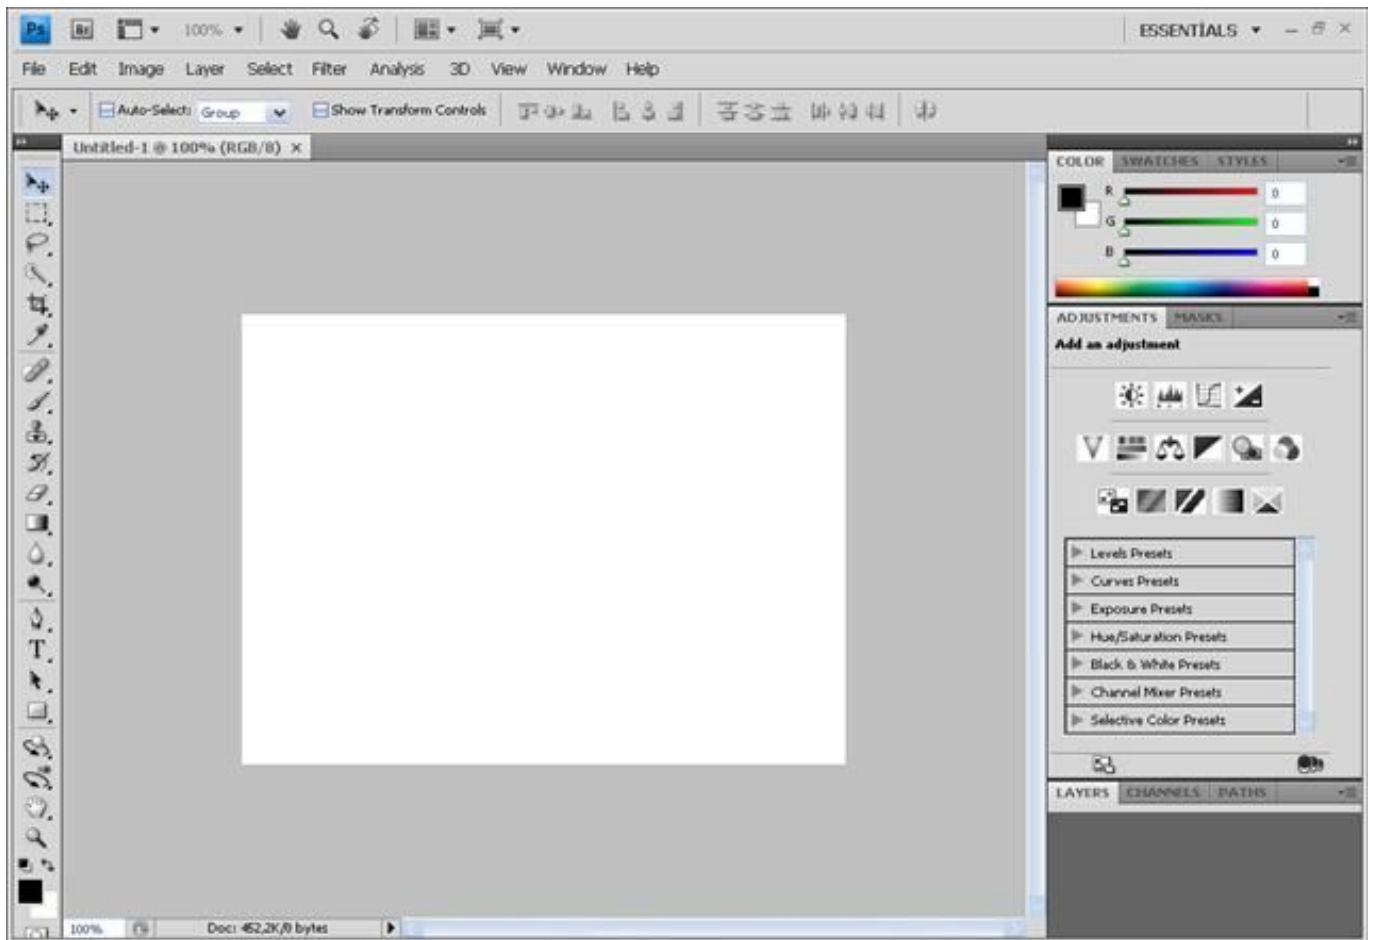 Ps Br 100% ESSENTİALS
File Edit Image Layer Select Filter Analysis 3D View Window Help
Auto-Select: Group Show Transform Controls
Untitled-1 @ 100% (RGB/8) ×
COLOR SWATCHES STYLES
R 0
G 0
B 0
ADJUSTMENTS MASKS
Add an adjustment
Levels Presets
Curves Presets
Exposure Presets
Hue/Saturation Presets
Black & White Presets
Channel Mixer Presets
Selective Color Presets
T
LAYERS CHANNELS PATHS
100% Doc: 452,2K/0 bytes